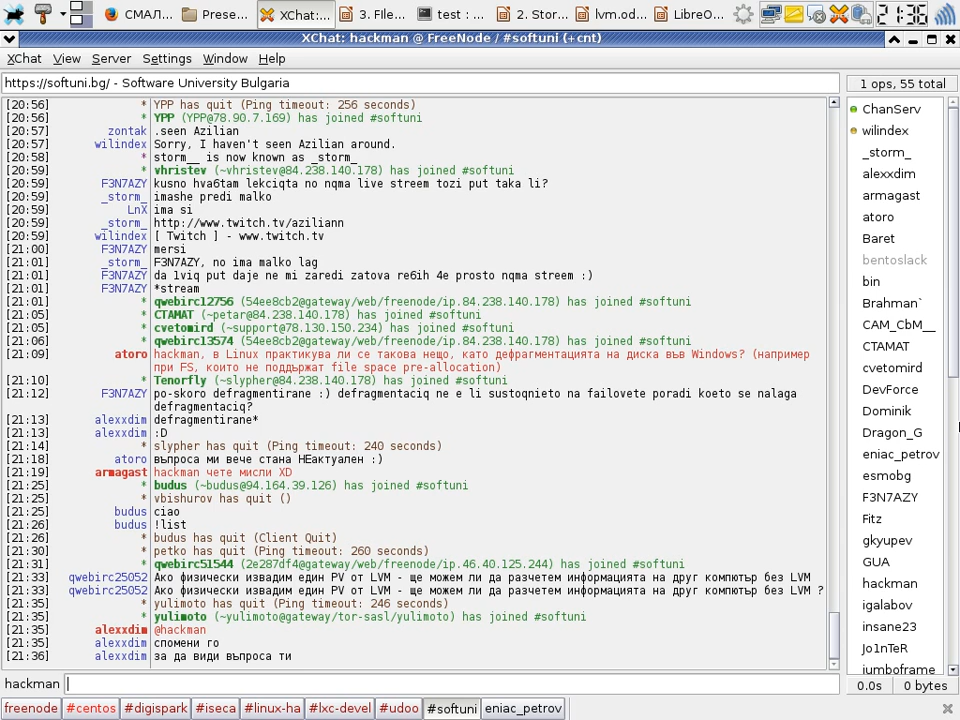 freenode
СМАЛ...
Prese...
XChat:...
3. FIle...
test : ...
2. Stor...
lvm.od...
LibreO...
21:36
XChat: hackman @ FreeNode / #softuni (+cnt)
XChat View Server Settings Window Help
https://softuni.bg/ - Software University Bulgaria
1 ops, 55 total
[20:56] * YPP has quit (Ping timeout: 256 seconds)
[20:56] * YPP (YPP@78.90.7.169) has joined #softuni
[20:57] zontak .seen Azilian
[20:57] wilindex Sorry, I haven't seen Azilian around.
[20:58] * storm__ is now known as _storm_
[20:59] * vhristev (~vhristev@84.238.140.178) has joined #softuni
[20:59] F3N7AZY kusno hva6tam lekciqta no nqma live streem tozi put taka li?
[20:59] _storm_ imashe predi malko
[20:59] LnX ima si
[20:59] _storm_ http://www.twitch.tv/aziliann
[20:59] wilindex [ Twitch ] - www.twitch.tv
[21:00] F3N7AZY mersi
[21:01] _storm_ F3N7AZY, no ima malko lag
[21:01] F3N7AZY da 1viq put daje ne mi zaredi zatova re6ih 4e prosto nqma streem :)
[21:01] F3N7AZY *stream
[21:01] * qwebirc12756 (54ee8cb2@gateway/web/freenode/ip.84.238.140.178) has joined #softuni
[21:05] * CTAMAT (~petar@84.238.140.178) has joined #softuni
[21:05] * cvetomird (~support@78.130.150.234) has joined #softuni
[21:06] * qwebirc13574 (54ee8cb2@gateway/web/freenode/ip.84.238.140.178) has joined #softuni
[21:09] atoro hackman, в Linux практикува ли се такова нещо, като дефрагментацията на диска във Windows? (например
при FS, които не поддържат file space pre-allocation)
[21:10] * Tenorfly (~slypher@84.238.140.178) has joined #softuni
[21:12] F3N7AZY po-skoro defragmentirane :) defragmentaciq ne e li sustoqnieto na failovete poradi koeto se nalaga
defragmentaciq?
[21:13] alexxdim defragmentirane*
[21:13] alexxdim :D
[21:14] * slypher has quit (Ping timeout: 240 seconds)
[21:18] atoro въпроса ми вече стана НЕактуален :)
[21:19] armagast hackman чете мисли XD
[21:25] * budus (~budus@94.164.39.126) has joined #softuni
[21:25] * vbishurov has quit ()
[21:25] budus ciao
[21:26] budus !list
[21:26] * budus has quit (Client Quit)
[21:30] * petko has quit (Ping timeout: 260 seconds)
[21:31] * qwebirc51544 (2e287df4@gateway/web/freenode/ip.46.40.125.244) has joined #softuni
[21:33] qwebirc25052 Ако физически извадим един PV от LVM - ще можем ли да разчетем информацията на друг компютър без LVM
[21:33] qwebirc25052 Ако физически извадим един PV от LVM - ще можем ли да разчетем информацията на друг компютър без LVM ?
[21:35] * yulimoto has quit (Ping timeout: 246 seconds)
[21:35] * yulimoto (~yulimoto@gateway/tor-sasl/yulimoto) has joined #softuni
[21:35] alexxdim @hackman
[21:35] alexxdim спомени го
[21:36] alexxdim за да види въпроса ти
ChanServ
wilindex
_storm_
alexxdim
armagast
atoro
Baret
bentoslack
bin
Brahman`
CAM_CbM__
CTAMAT
cvetomird
DevForce
Dominik
Dragon_G
eniac_petrov
esmobg
F3N7AZY
Fitz
gkyupev
GUA
hackman
igalabov
insane23
Jo1nTeR
jumboframe
hackman
0.0s 0 bytes
freenode #centos #digispark #iseca #linux-ha #lxc-devel #udoo #softuni eniac_petrov